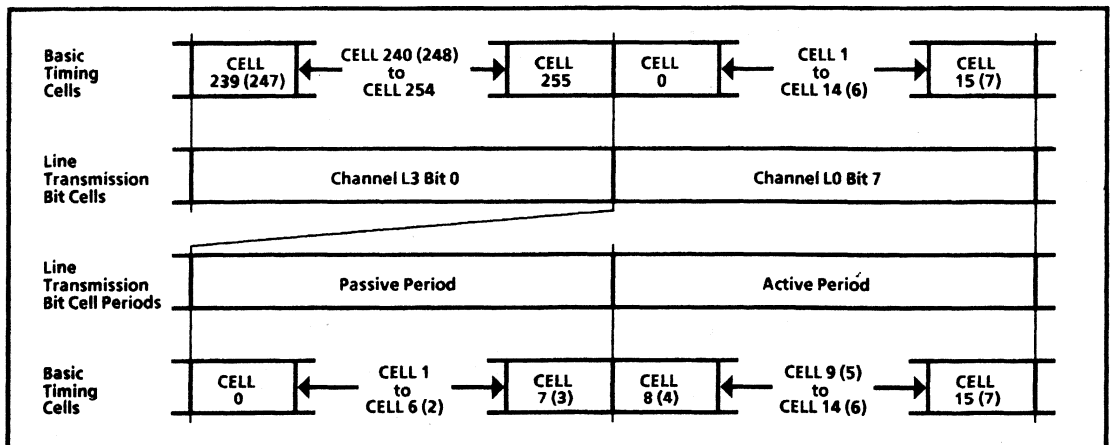 Basic
Timing
Cells
CELL
239 (247)
CELL 240 (248)
to
CELL 254
CELL
255
CELL
0
CELL 1
to
CELL 14 (6)
CELL
15 (7)
Line
Transmission
Bit Cells
Channel L3 Bit 0
Channel L0 Bit 7
Line
Transmission
Bit Cell Periods
Passive Period
Active Period
Basic
Timing
Cells
CELL
0
CELL 1
to
CELL 6 (2)
CELL
7 (3)
CELL
8 (4)
CELL 9 (5)
to
CELL 14 (6)
CELL
15 (7)